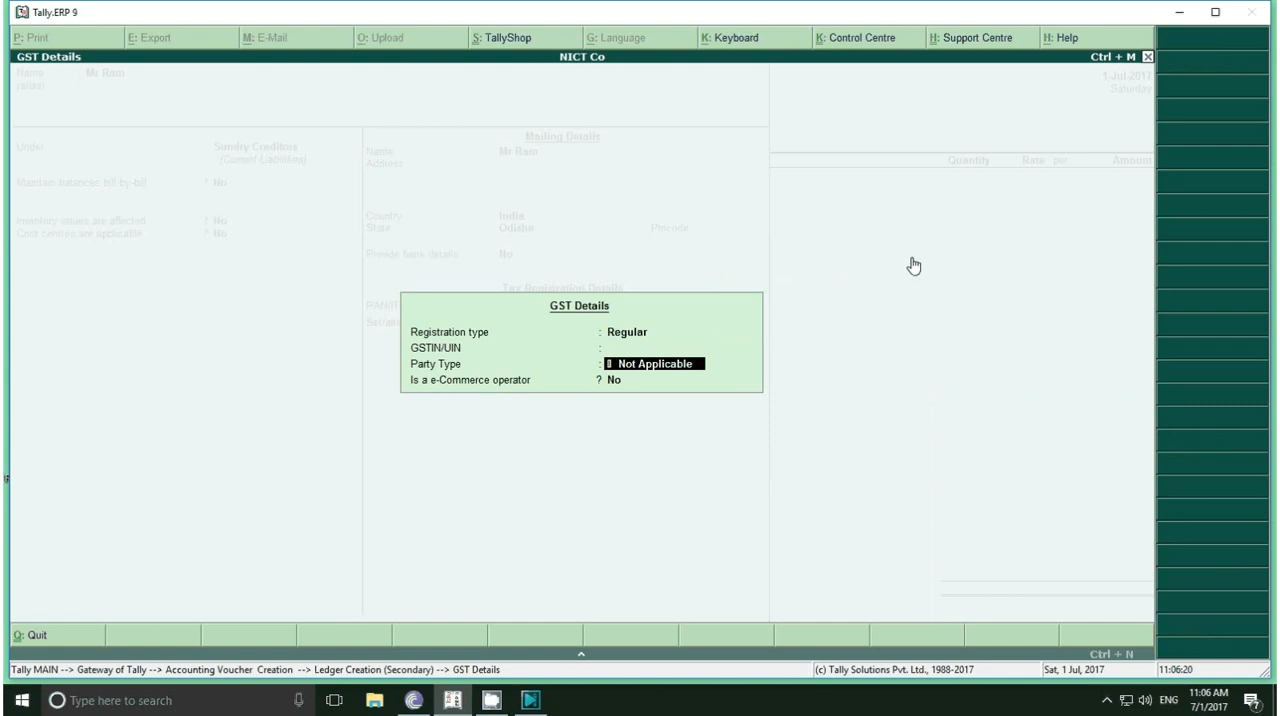 Tally.ERP 9
P: Print E: Export M: E-Mail O: Upload S: TallyShop G: Language K: Keyboard K: Control Centre H: Support Centre H: Help
GST Details NICT Co Ctrl + M
Name Mr Ram 1-Jul-2017
(alias) Saturday
Mailing Details
Under Sundry Creditors Name Mr Ram Quantity Rate per Amount
(Current Liabilities) Address
Maintain balances bill-by-bill ? No
Country India
Inventory values are affected ? No
State Odisha Pincode
Cost centres are applicable ? No
Provide bank details No
Tax Registration Details
PAN/IT
Set/alter
GST Details
Registration type : Regular
GSTIN/UIN :
Party Type : Not Applicable
Is a e-Commerce operator ? No
Q: Quit
Ctrl + N
Tally MAIN --> Gateway of Tally --> Accounting Voucher Creation --> Ledger Creation (Secondary) --> GST Details (c) Tally Solutions Pvt. Ltd., 1988-2017 Sat, 1 Jul, 2017 11:06:20
Type here to search ENG 11:06 AM
7/1/2017 7